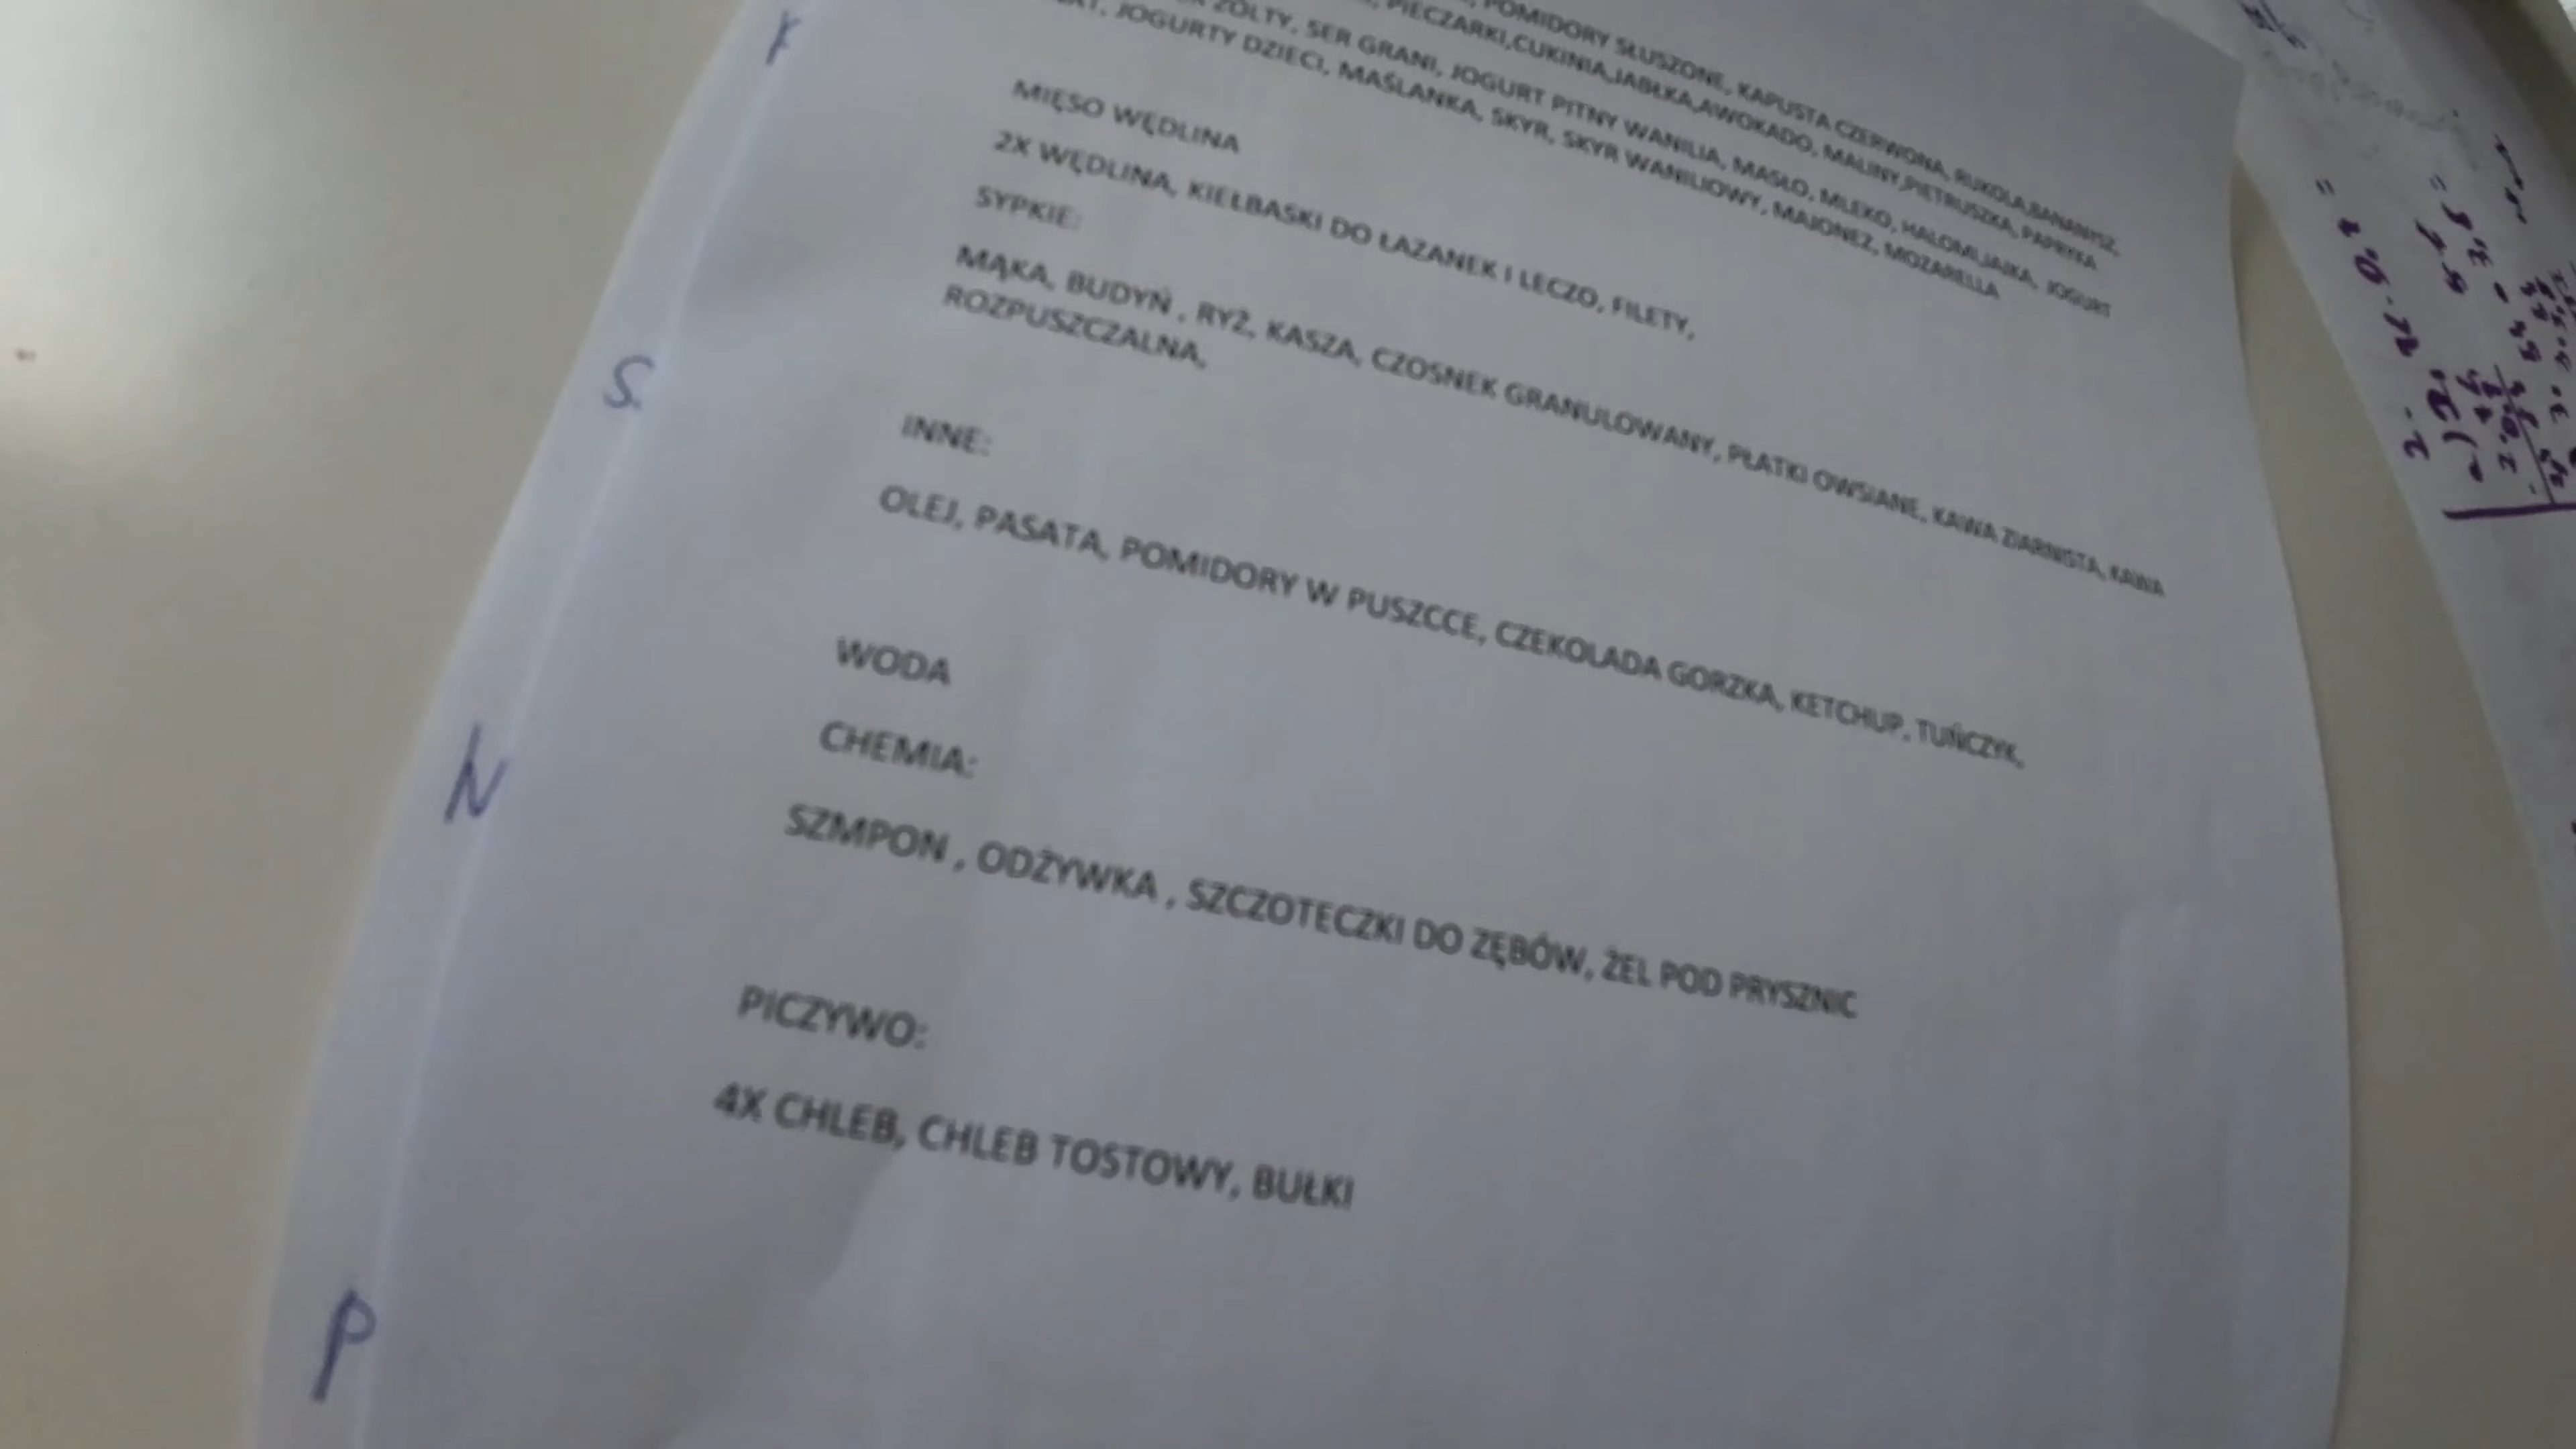 POMIDORY SŁUSZONE, KAPUSTA CZERWONA, RUKOLA,BANANYSZ,
PIECZARKI,CUKINIA,JABŁKA,AWOKADO, MALINY,PIETRUSZKA, PAPRYKA
ŻÓŁTY, SER GRANI, JOGURT PITNY WANILIA, MASŁO, MLEKO, HALOMI,JAJKA, JOGURT
JOGURTY DZIECI, MAŚLANKA, SKYR, SKYR WANILIOWY, MAJONEZ, MOZARELLA
MIĘSO WĘDLINA
2X WĘDLINA, KIEŁBASKI DO ŁAZANEK I LECZO, FILETY,
SYPKIE:
MĄKA, BUDYŃ , RYŻ, KASZA, CZOSNEK GRANULOWANY, PŁATKI OWSIANE, KAWA ZIARNISTA, KAWA
ROZPUSZCZALNA,
S.
INNE:
OLEJ, PASATA, POMIDORY W PUSZCCE, CZEKOLADA GORZKA, KETCHUP, TUŃCZYK,
WODA
N
CHEMIA:
SZMPON , ODŻYWKA , SZCZOTECZKI DO ZĘBÓW, ŻEL POD PRYSZNIC
PICZYWO:
4X CHLEB, CHLEB TOSTOWY, BUŁKI
P